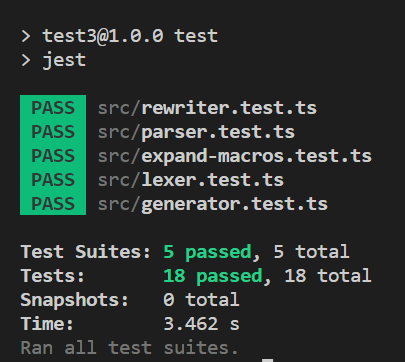 > test3@1.0.0 test
> jest
PASS src/rewriter.test.ts
PASS src/parser.test.ts
PASS src/expand-macros.test.ts
PASS src/lexer.test.ts
PASS src/generator.test.ts
Test Suites: 5 passed, 5 total
Tests: 18 passed, 18 total
Snapshots: 0 total
Time: 3.462 s
Ran all test suites.